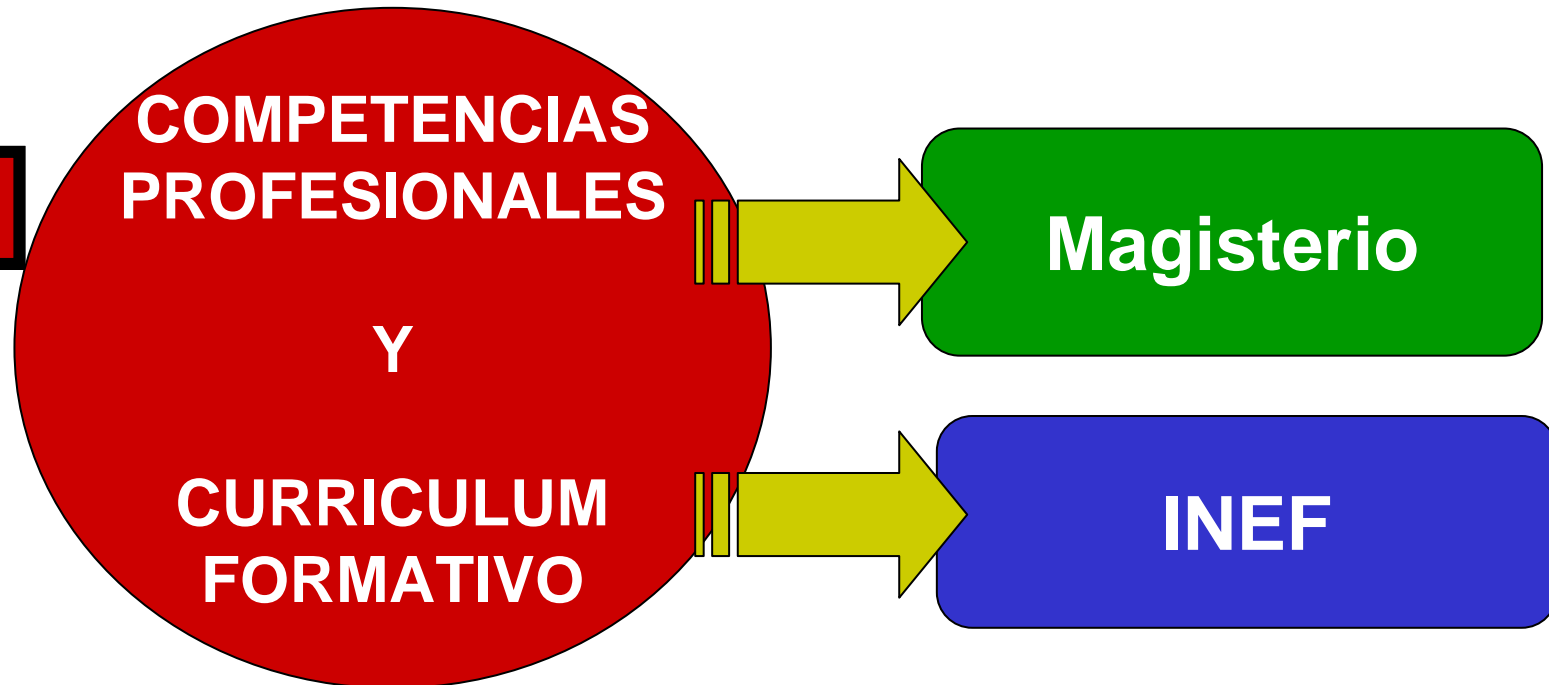 COMPETENCIAS
PROFESIONALES
Y
CURRICULUM
FORMATIVO
Magisterio
INEF